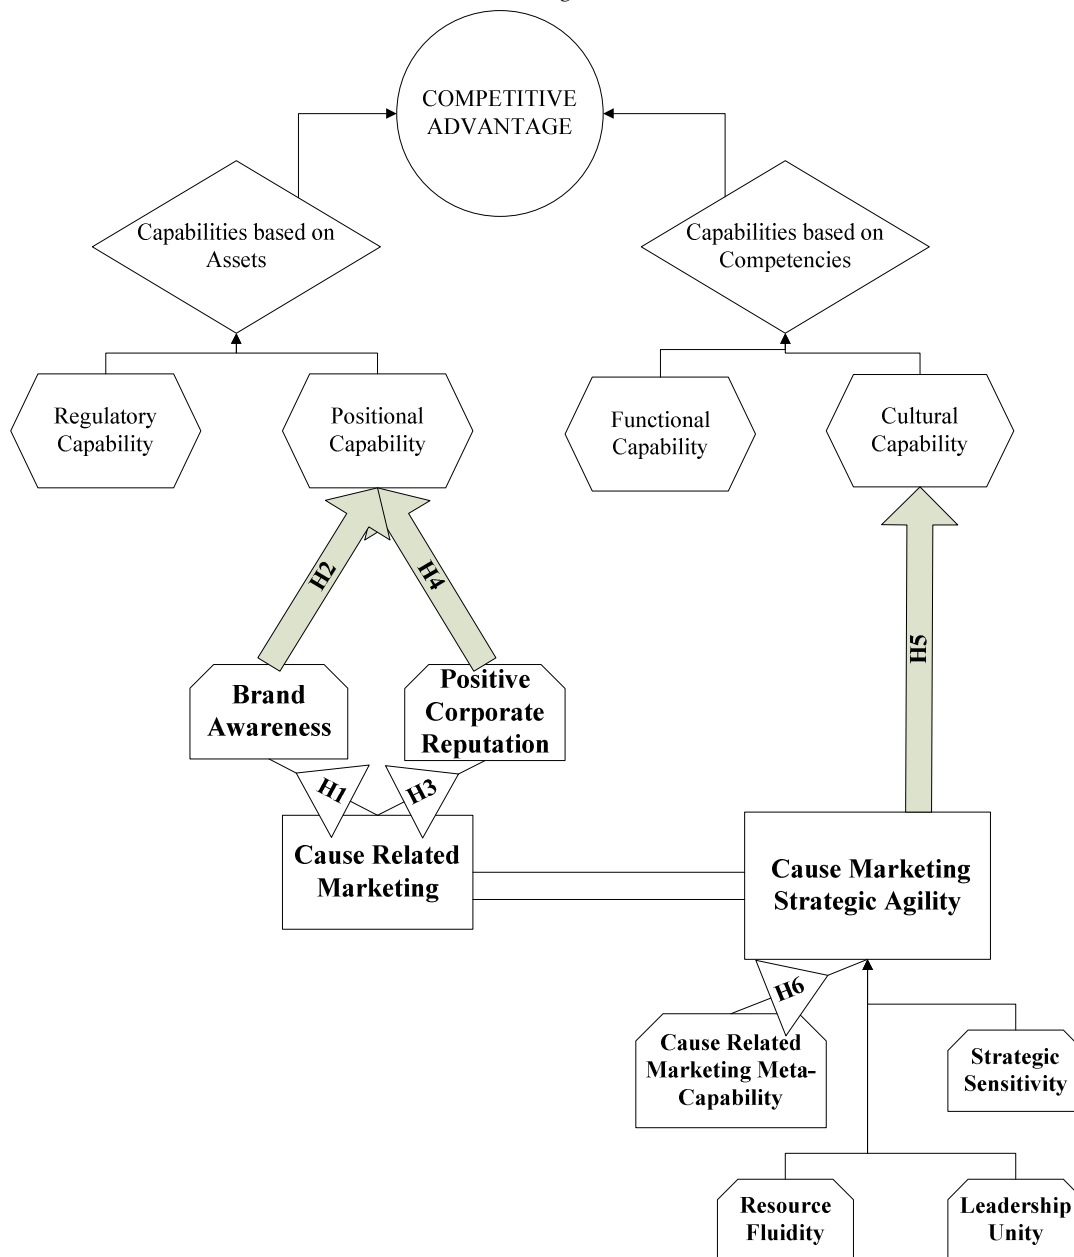 COMPETITIVE
ADVANTAGE
Capabilities based on
Assets
Capabilities based on
Competencies
Regulatory
Capability
Positional
Capability
Functional
Capability
Cultural
Capability
H2
H4
H5
Brand
Awareness
Positive
Corporate
Reputation
H1
H3
Cause Related
Marketing
Cause Marketing
Strategic Agility
H6
Cause Related
Marketing Meta-
Capability
Strategic
Sensitivity
Resource
Fluidity
Leadership
Unity